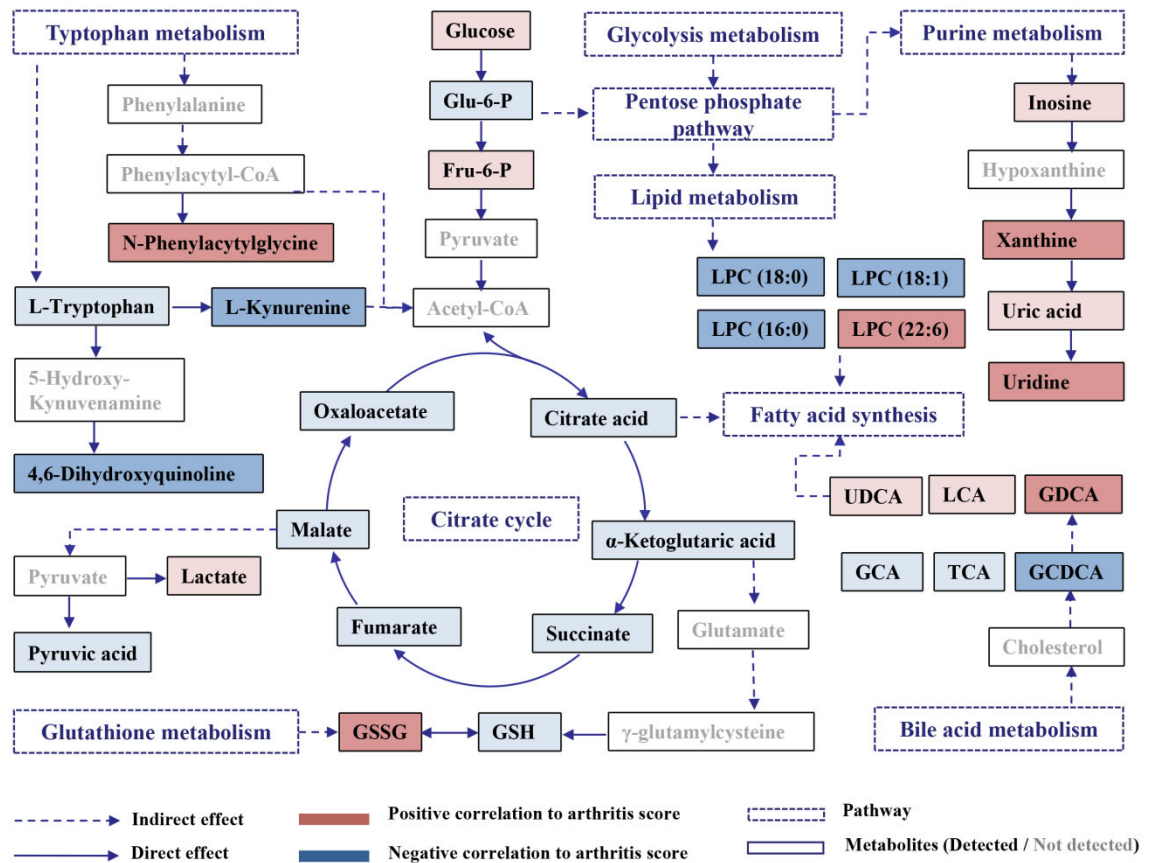 Typtophan metabolism
Glucose
Glycolysis metabolism
Purine metabolism
Phenylalanine
Glu-6-P
Pentose phosphate
pathway
Inosine
Phenylacytyl-CoA
Fru-6-P
Lipid metabolism
Hypoxanthine
N-Phenylacytylglycine
Pyruvate
Xanthine
LPC (18:0)
LPC (18:1)
L-Tryptophan
L-Kynurenine
Acetyl-CoA
Uric acid
LPC (16:0)
LPC (22:6)
5-Hydroxy-
Kynuvenamine
Uridine
Oxaloacetate
Citrate acid
Fatty acid synthesis
4,6-Dihydroxyquinoline
UDCA
LCA
GDCA
Malate
Citrate cycle
α-Ketoglutaric acid
Pyruvate
Lactate
GCA
TCA
GCDCA
Fumarate
Succinate
Glutamate
Pyruvic acid
Cholesterol
Glutathione metabolism
GSSG
GSH
γ-glutamylcysteine
Bile acid metabolism
Indirect effect
Positive correlation to arthritis score
Pathway
Direct effect
Negative correlation to arthritis score
Metabolites (Detected / Not detected)